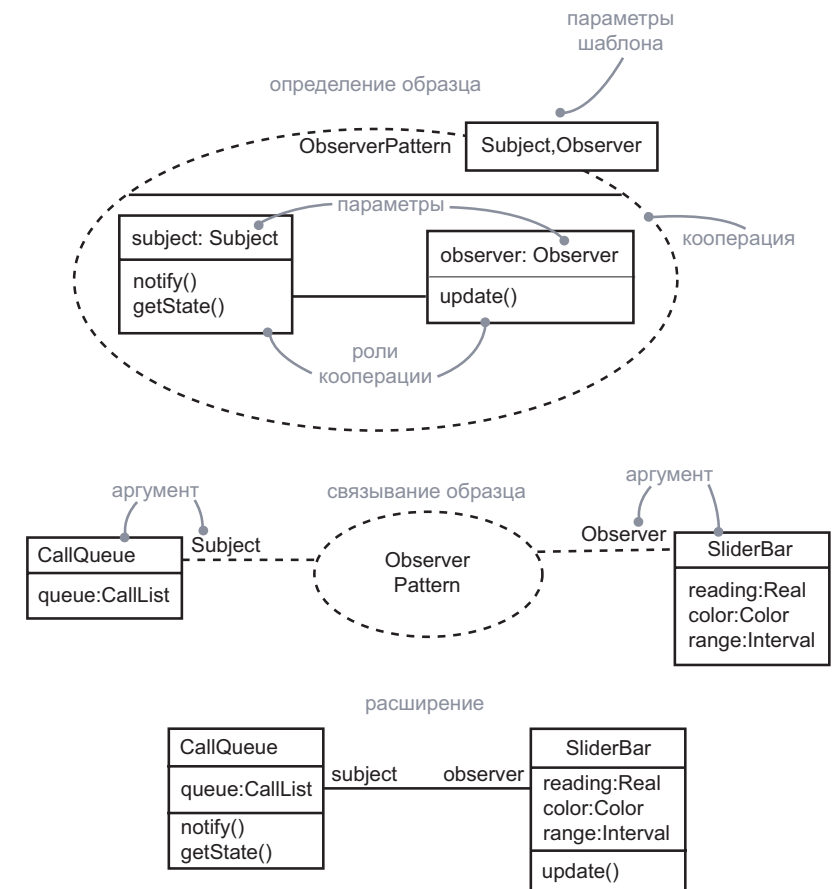 параметры
шаблона
определение образца
ObserverPattern
Subject,Observer
параметры
кооперация
subject: Subject
notify()
getState()
observer: Observer
update()
роли
кооперации
аргумент
связывание образца
аргумент
CallQueue
queue:CallList
Subject
Observer
Pattern
Observer
SliderBar
reading:Real
color:Color
range:Interval
расширение
CallQueue
queue:CallList
notify()
getState()
subject
observer
SliderBar
reading:Real
color:Color
range:Interval
update()